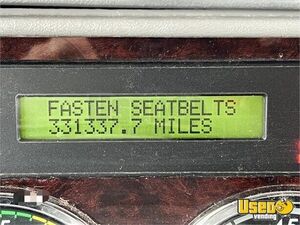 FASTEN SEATBELTS
331337.7 MILES
Used
vending